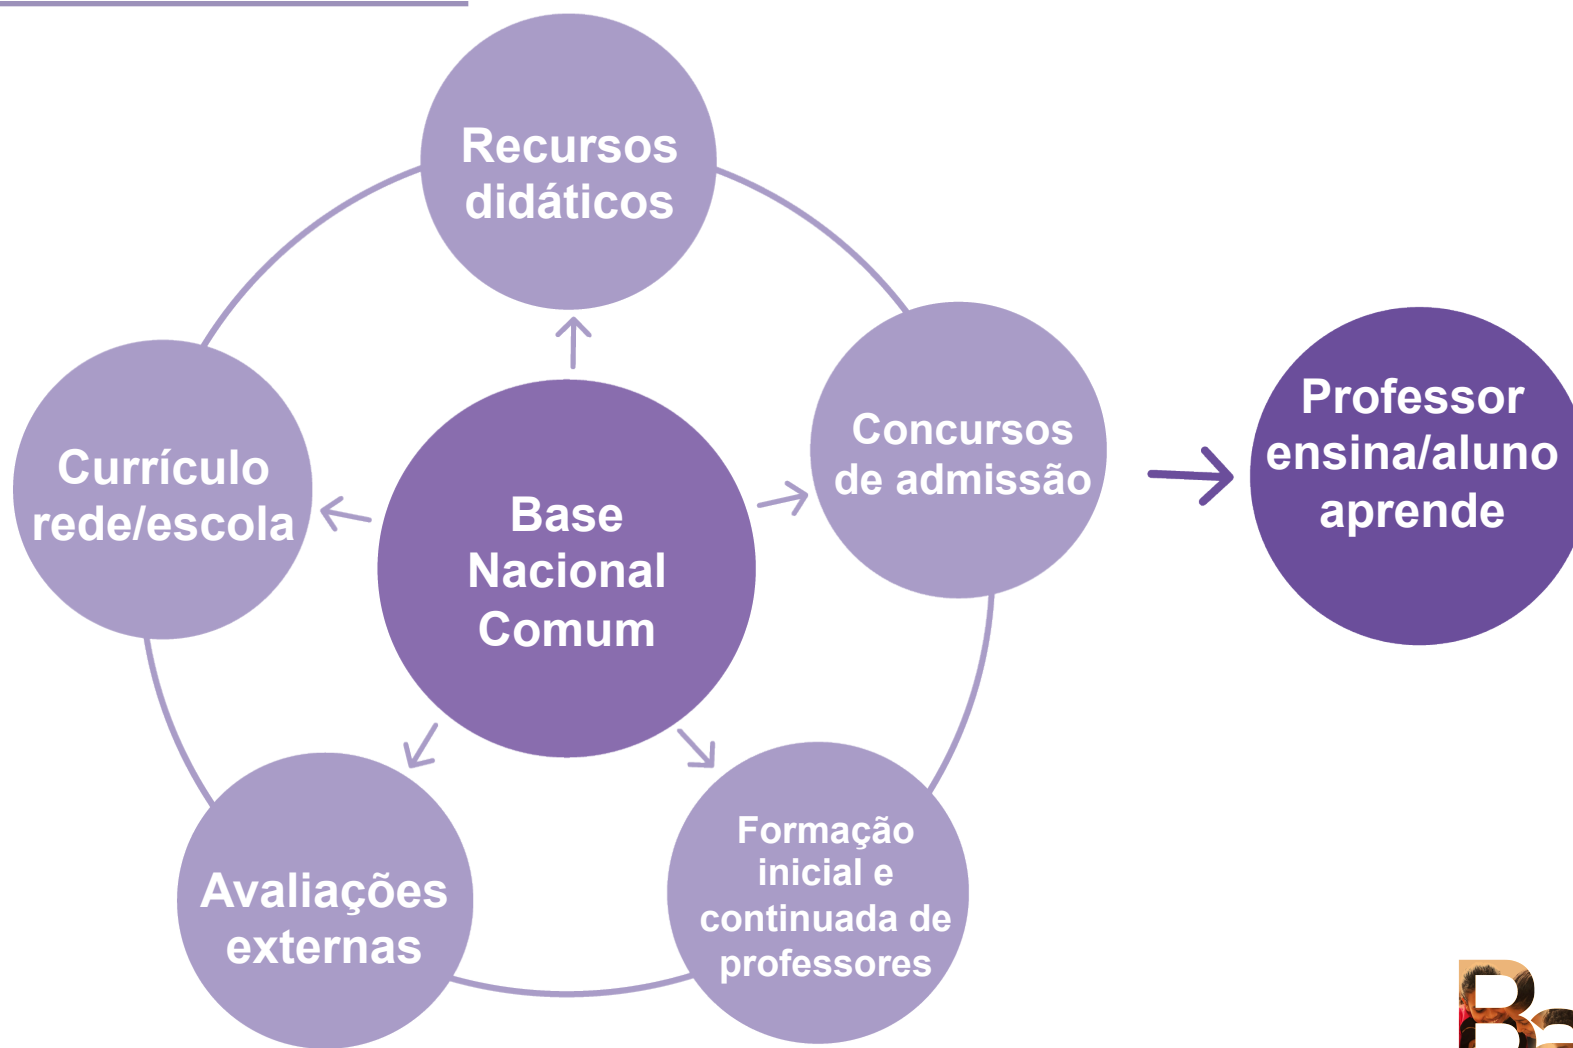 Recursos
didáticos
Concursos
de admissão
Professor
ensina/aluno
aprende
Currículo
rede/escola
Base
Nacional
Comum
Formação
inicial e
continuada de
professores
Avaliações
externas
Ba